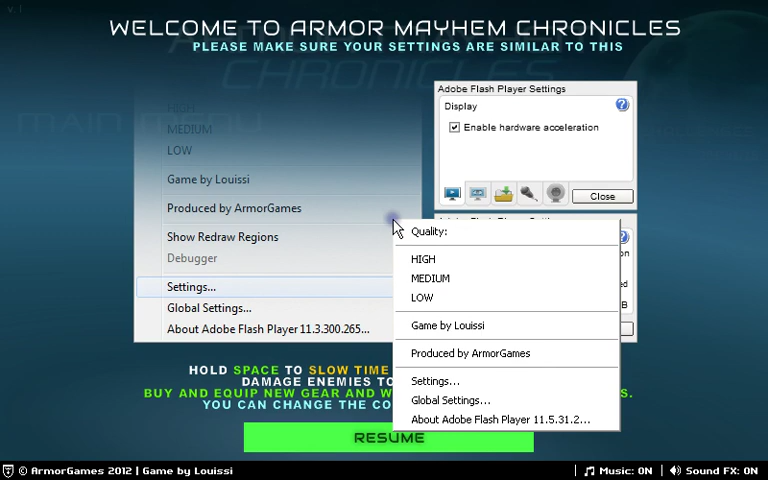 V. I
WELCOME TO ARMOR MAYHEM CHRONICLES
PLEASE MAKE SURE YOUR SETTINGS ARE SIMILAR TO THIS
CHRONICLES
MAIN MENU
HIGH
MEDIUM
LOW
Game by Louissi
Produced by ArmorGames
Show Redraw Regions
Debugger
Settings...
Global Settings...
About Adobe Flash Player 11.3.300.265...
Adobe Flash Player Settings
Display
Enable hardware acceleration
Close
Quality:
HIGH
MEDIUM
LOW
Game by Louissi
Produced by ArmorGames
Settings...
Global Settings...
About Adobe Flash Player 11.5.31.2...
HOLD SPACE TO SLOW TIME
DAMAGE ENEMIES TO
BUY AND EQUIP NEW GEAR AND
YOU CAN CHANGE THE
RESUME
© ArmorGames 2012 | Game by Louissi
Music: ON | Sound FX: ON